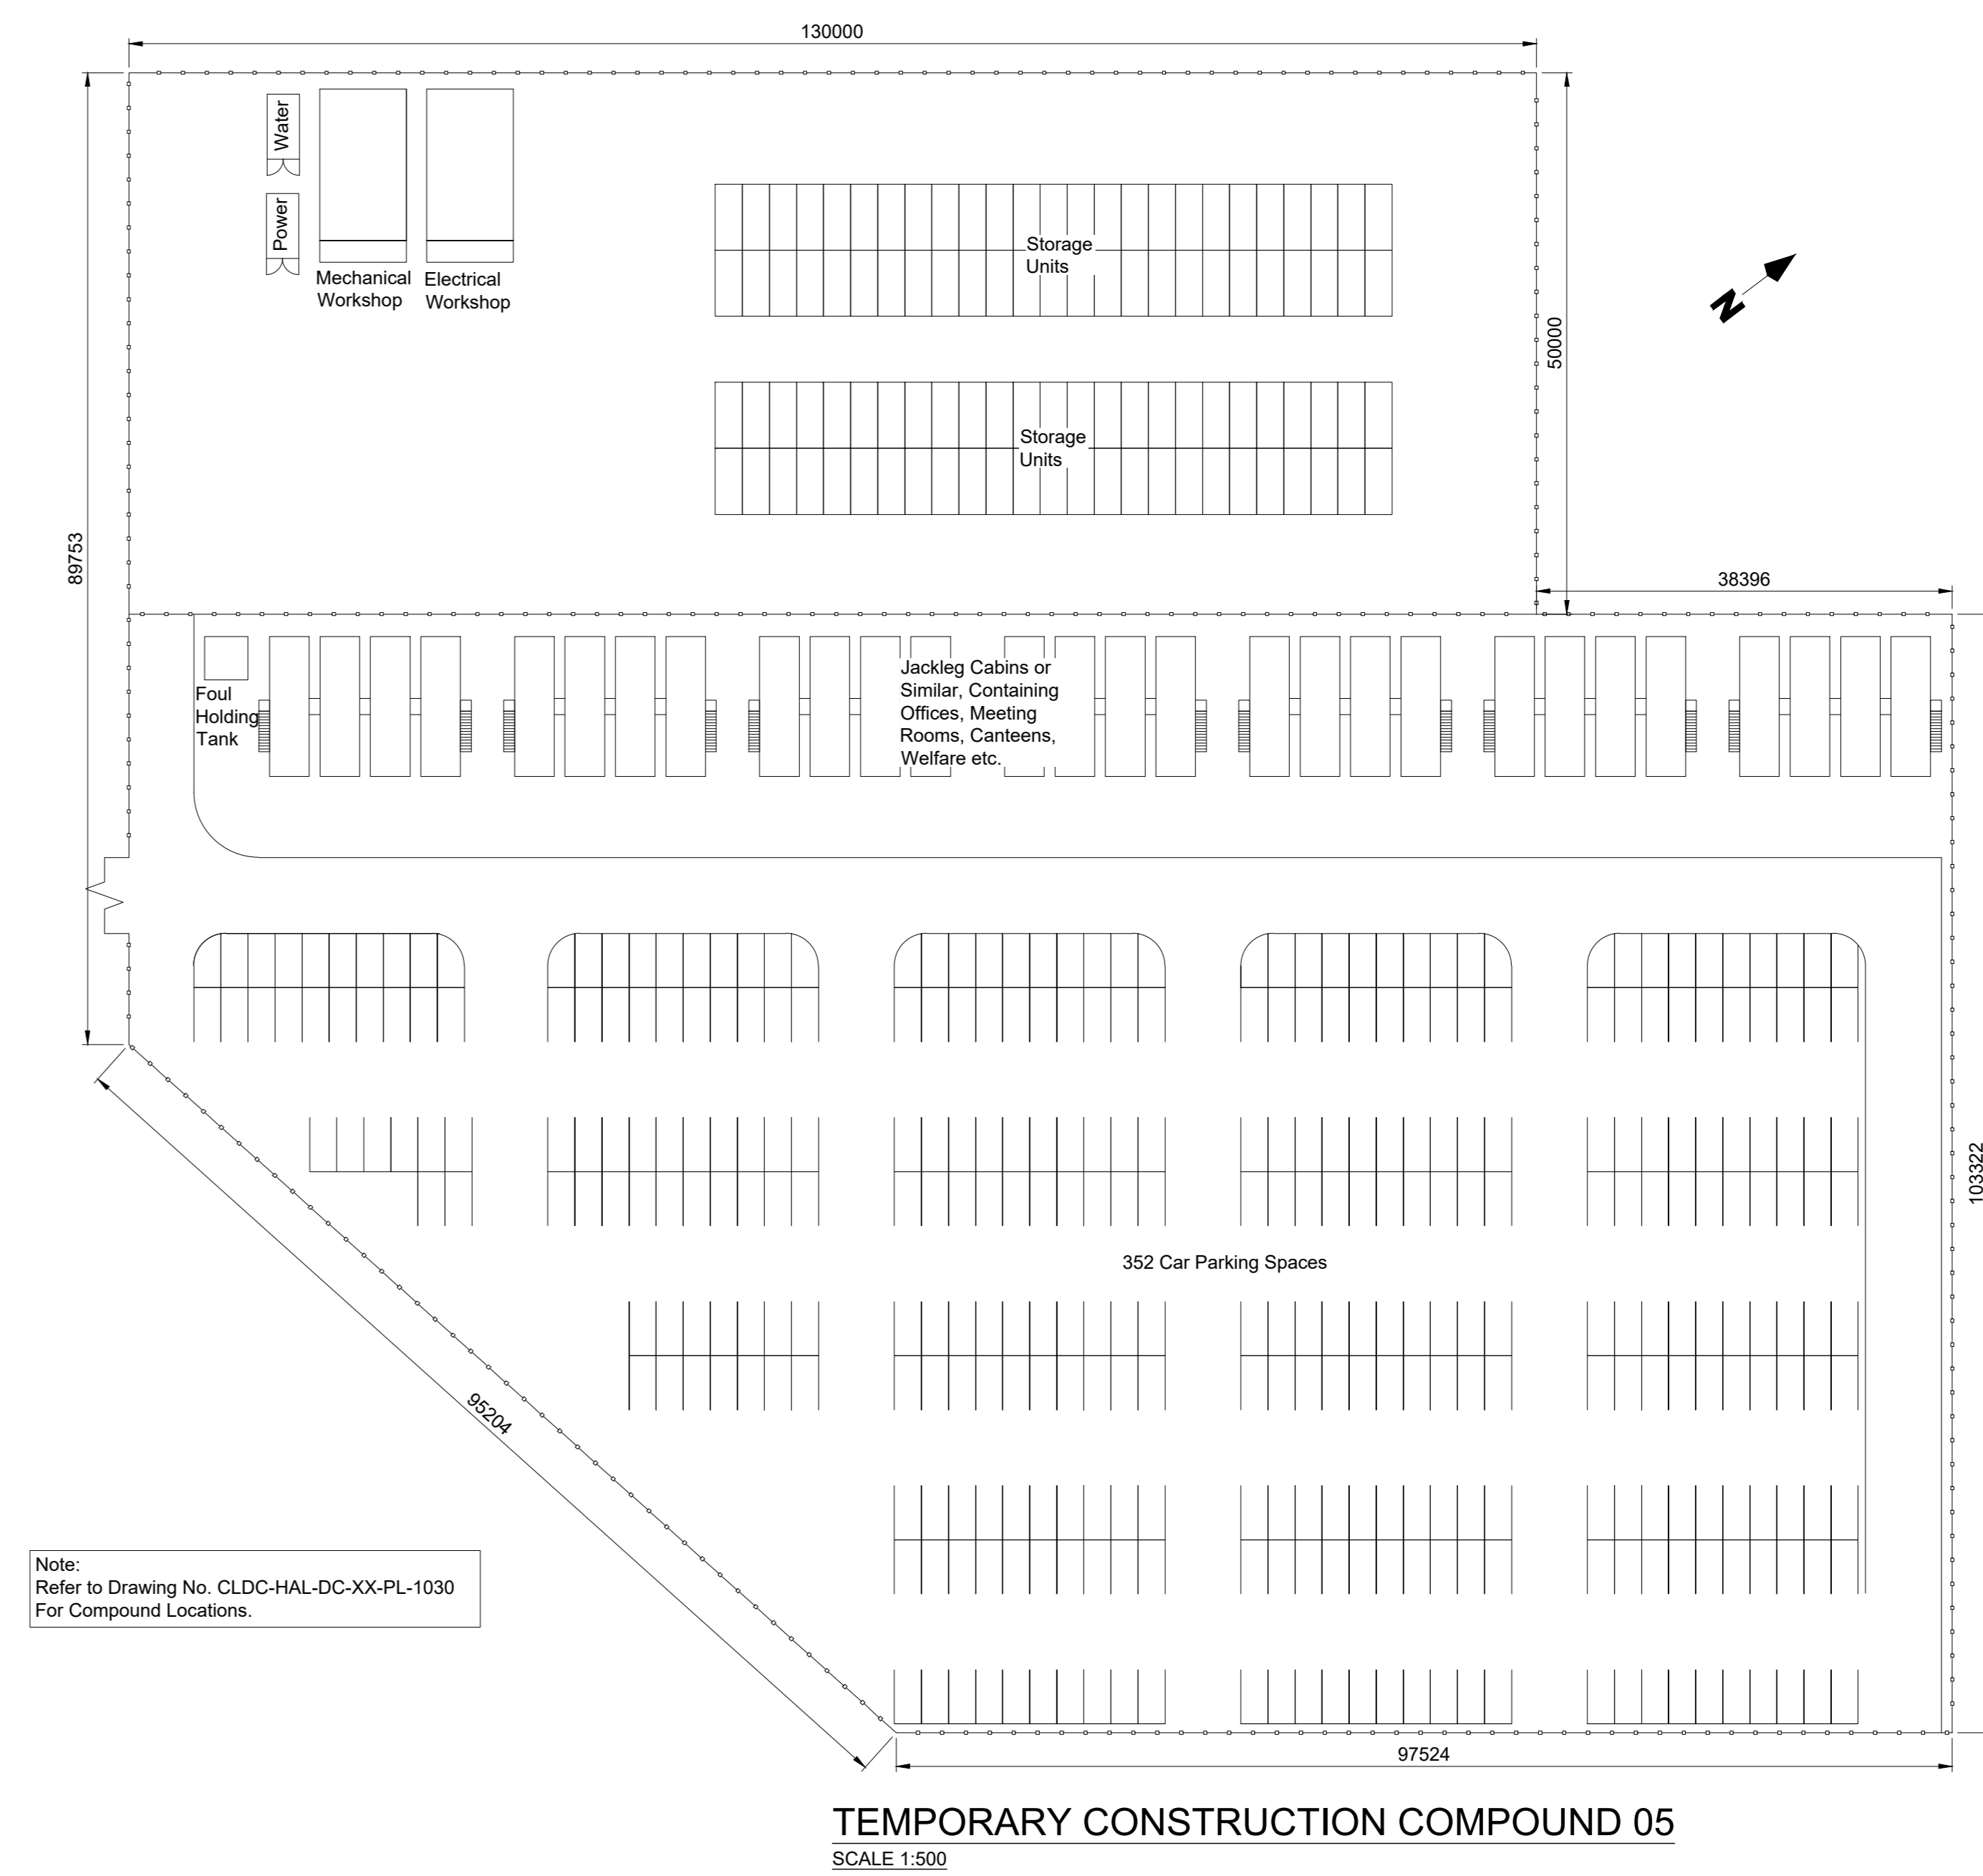 130000
Water
Power
Mechanical
Workshop
Electrical
Workshop
Storage
Units
Storage
Units
N
50000
89753
38396
Foul
Holding
Tank
Jackleg Cabins or
Similar, Containing
Offices, Meeting
Rooms, Canteens,
Welfare etc.
103322
352 Car Parking Spaces
95204
Note:
Refer to Drawing No. CLDC-HAL-DC-XX-PL-1030
For Compound Locations.
97524
TEMPORARY CONSTRUCTION COMPOUND 05
SCALE 1:500